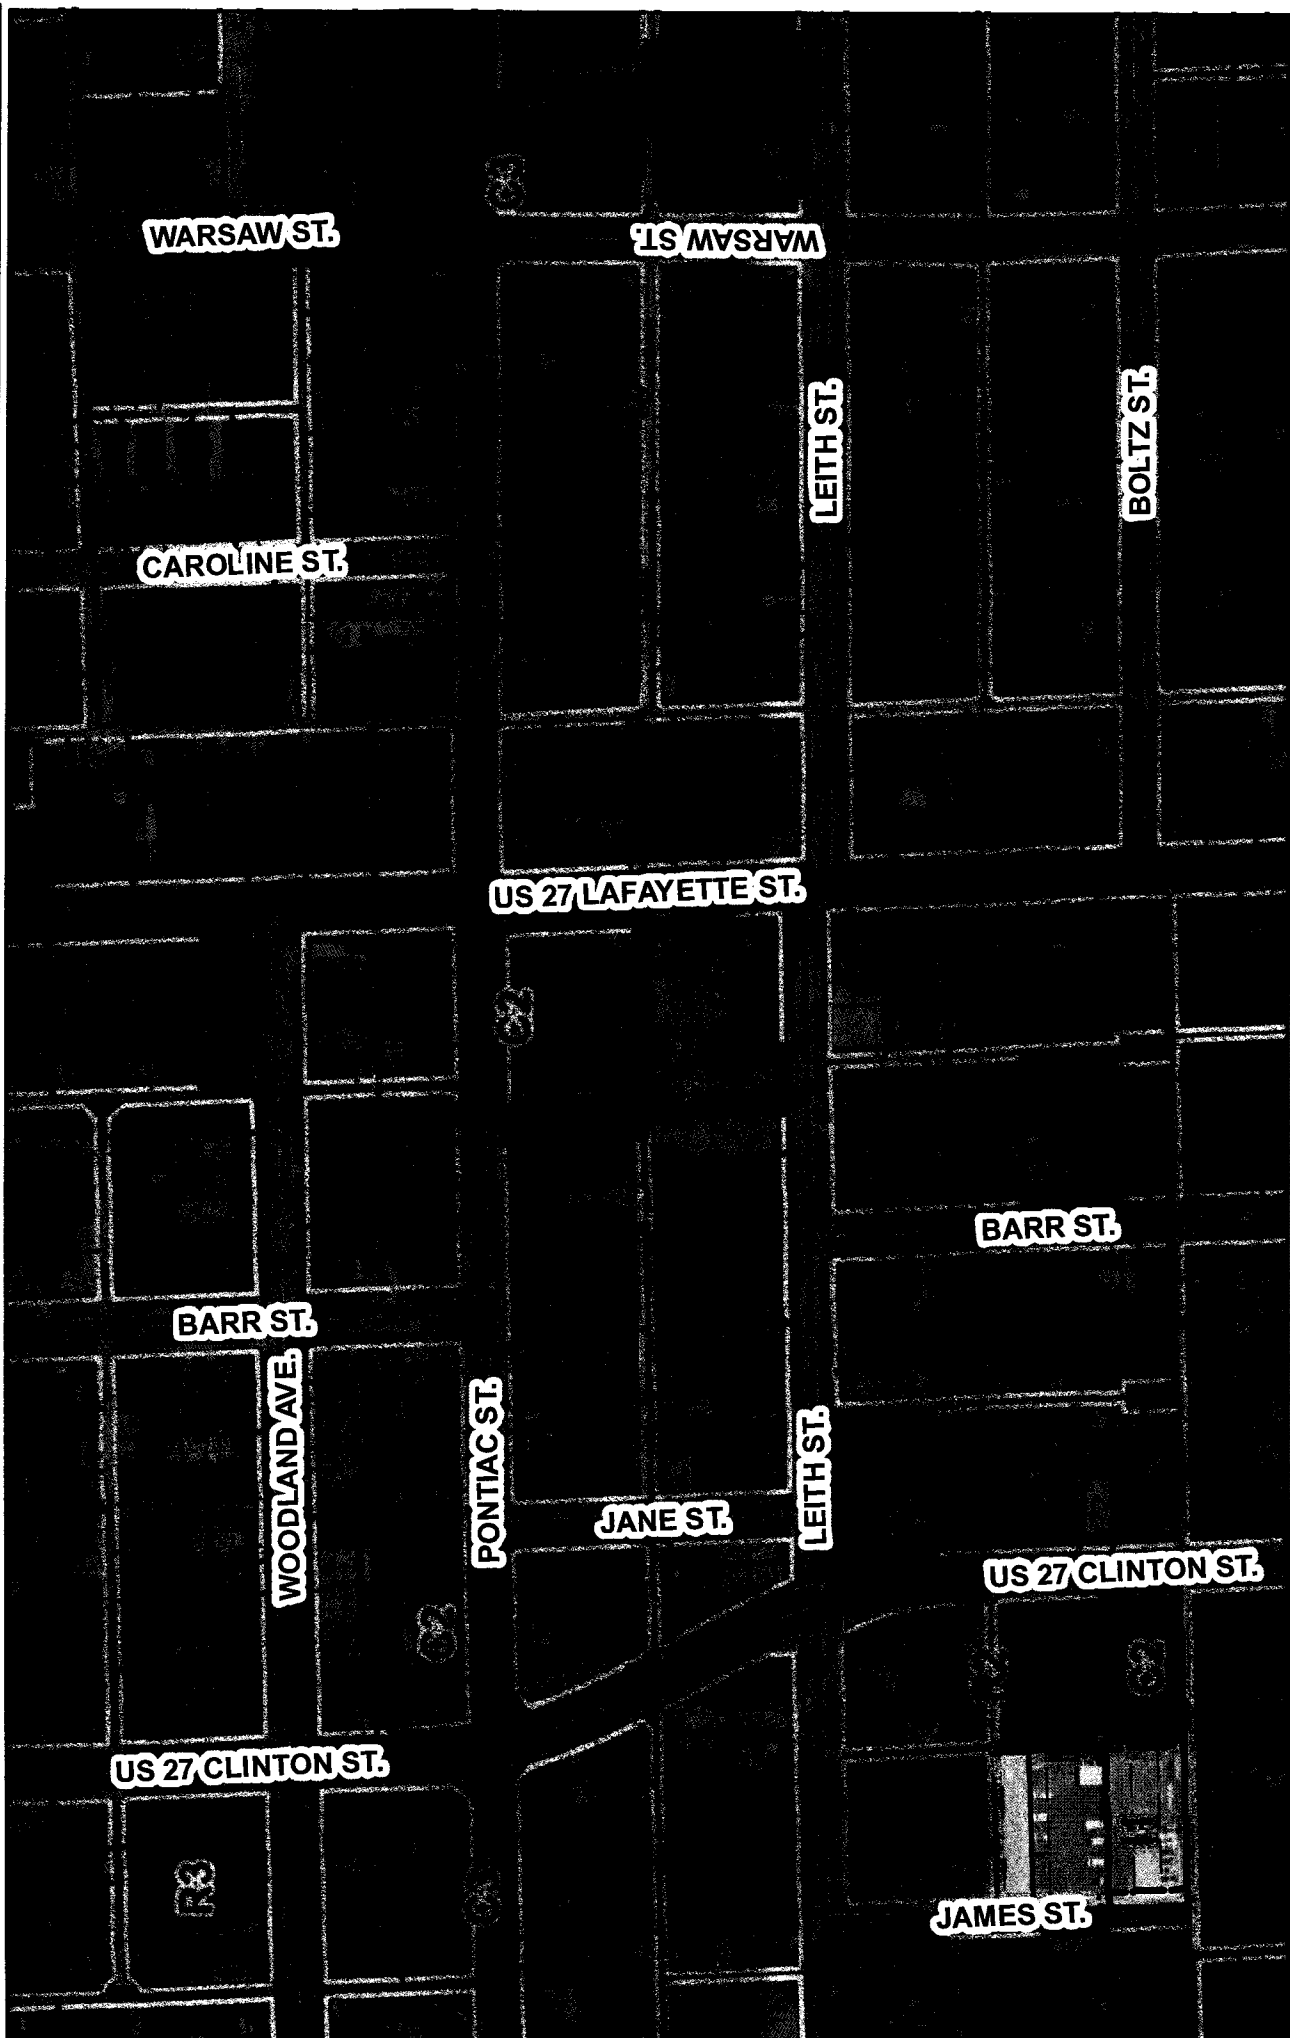 WARSAW ST.
WARSAW ST.
LEITH ST.
BOLTZ ST.
CAROLINE ST.
US 27 LAFAYETTE ST.
BARR ST.
BARR ST.
WOODLAND AVE.
PONTIAC ST.
LEITH ST.
JANE ST.
US 27 CLINTON ST.
US 27 CLINTON ST.
JAMES ST.